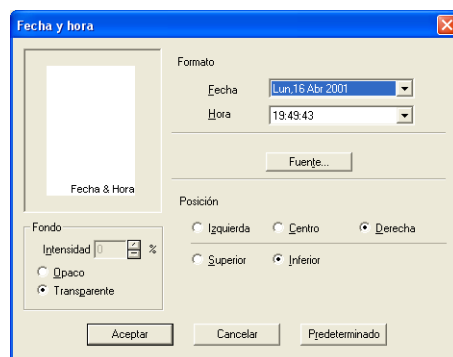 Fecha y hora
Formato
Fecha
Lun,16 Abr 2001
Hora
19:49:43
Fuente...
Fecha & Hora
Posición
Izquierda
Centro
Derecha
Superior
Inferior
Fondo
Intensidad
0
%
Opaco
Transparente
Aceptar
Cancelar
Predeterminado